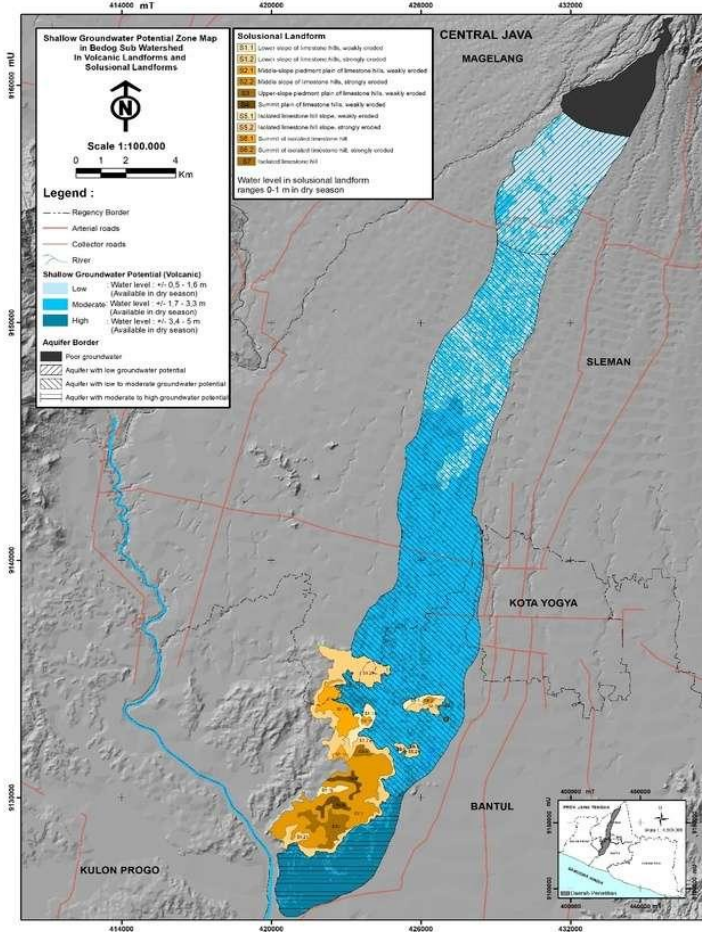 mT
414000
420000
426000
432000
mU
9160000
9150000
9140000
9130000
Shallow Groundwater Potential Zone Map
in Bedog Sub Watershed
In Volcanic Landforms and
Solusional Landforms
N
Scale 1:100.000
0 1 2 4
Km
Legend :
Regency Border
Arterial roads
Collector roads
River
Shallow Groundwater Potential (Volcanic)
Low : Water level : +/- 0,5 - 1,6 m
(Available in dry season)
Moderate : Water level : +/- 1,7 - 3,3 m
(Available in dry season)
High : Water level : +/- 3,4 - 5 m
(Available in dry season)
Aquifer Border
Poor groundwater
Aquifer with low groundwater potential
Aquifer with low to moderate groundwater potential
Aquifer with moderate to high groundwater potential
Solusional Landform
S1.1 Lower slope of limestone hills, weakly eroded
S1.2 Lower slope of limestone hills, strongly eroded
S2.1 Middle-slope piedmont plain of limestone hills, weakly eroded
S2.2 Middle slope of limestone hills, strongly eroded
S3 Upper-slope piedmont plain of limestone hills, weakly eroded
S4 Summit plain of limestone hills, weakly eroded
S5.1 Isolated limestone hill slope, weakly eroded
S5.2 Isolated limestone hill slope, strongly eroded
S6.1 Summit of isolated limestone hill
S6.2 Summit of isolated limestone hill, strongly eroded
S7 Isolated limestone hill
Water level in solusional landform
ranges 0-1 m in dry season
CENTRAL JAVA
MAGELANG
SLEMAN
KOTA YOGYA
BANTUL
KULON PROGO
400000 mT
Daerah Penelitian
414000
420000
426000
432000